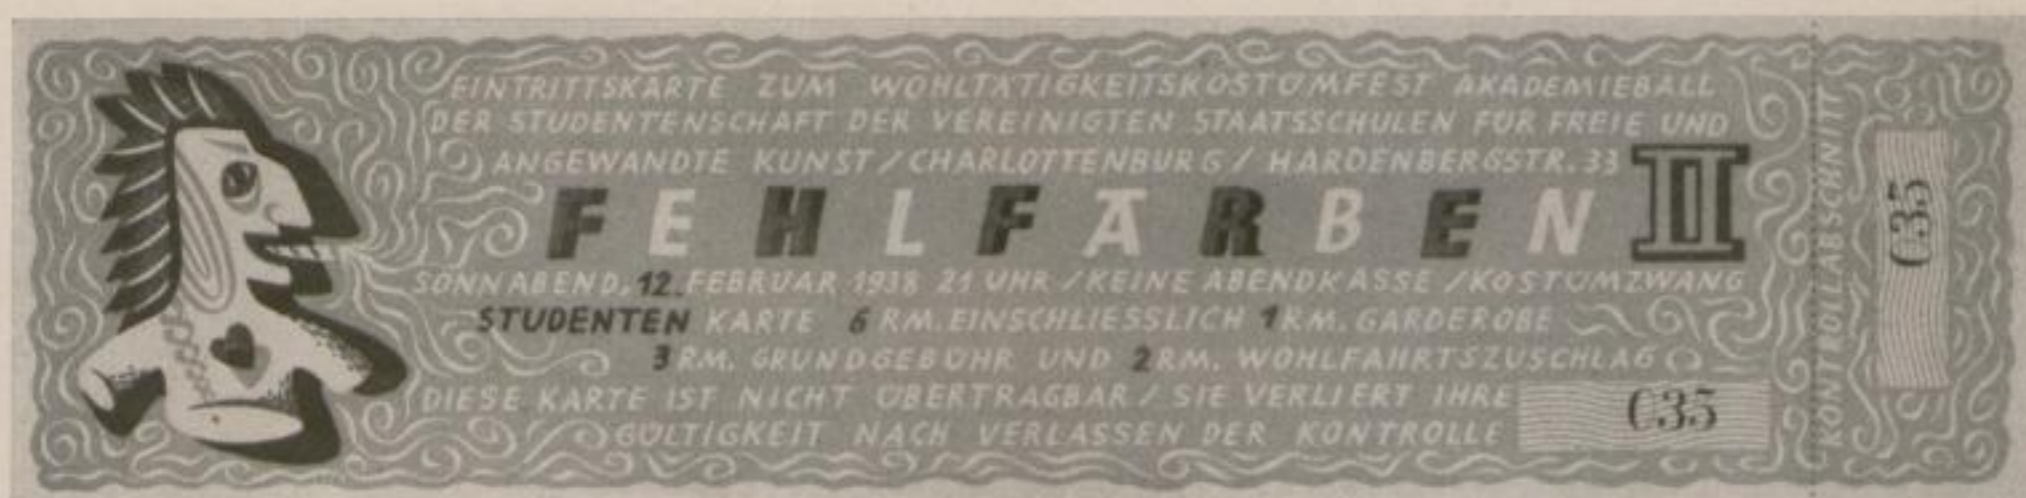 EINTRITTSKARTE ZUM WOHLTÄTIGKEITSKOSTÜMFEST AKADEMIEBALL
DER STUDENTENSCHAFT DER VEREINIGTEN STAATSSCHULEN FÜR FREIE UND
ANGEWANDTE KUNST / CHARLOTTENBURG / HARDENBERGSTR. 33
FEHLFARBEN II
SONNABEND, 12. FEBRUAR 1938 21 UHR / KEINE ABENDKASSE / KOSTÜMZWANG
STUDENTEN KARTE 6 RM. EINSCHLIESSLICH 1 RM. GARDEROBE
3 RM. GRUNDGEBÜHR UND 2 RM. WOHLFAHRTSZUSCHLAG
DIESE KARTE IST NICHT ÜBERTRAGBAR / SIE VERLIERT IHRE
GÜLTIGKEIT NACH VERLASSEN DER KONTROLLE
C35
KONTROLLABSCHNITT
C35